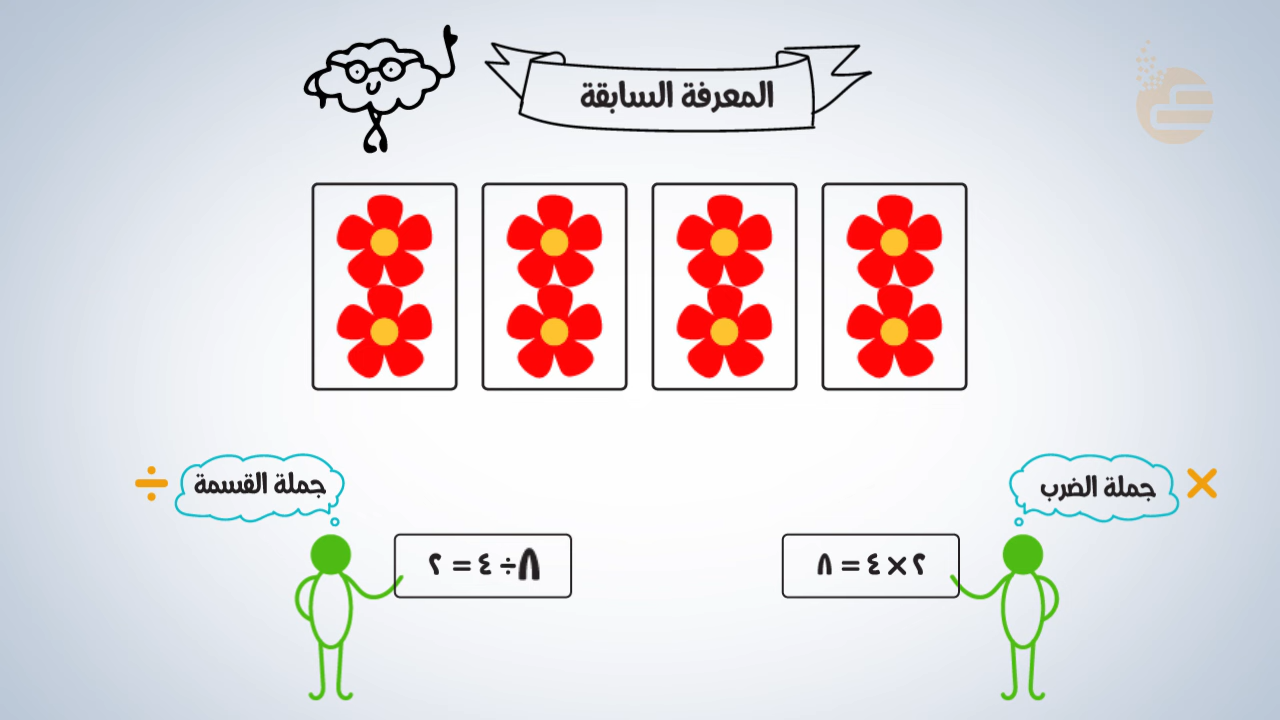 المعرفة السابقة
جملة الضرب ×
٢ × ٤ = ٨
جملة القسمة ÷
٨ ÷ ٤ = ٢